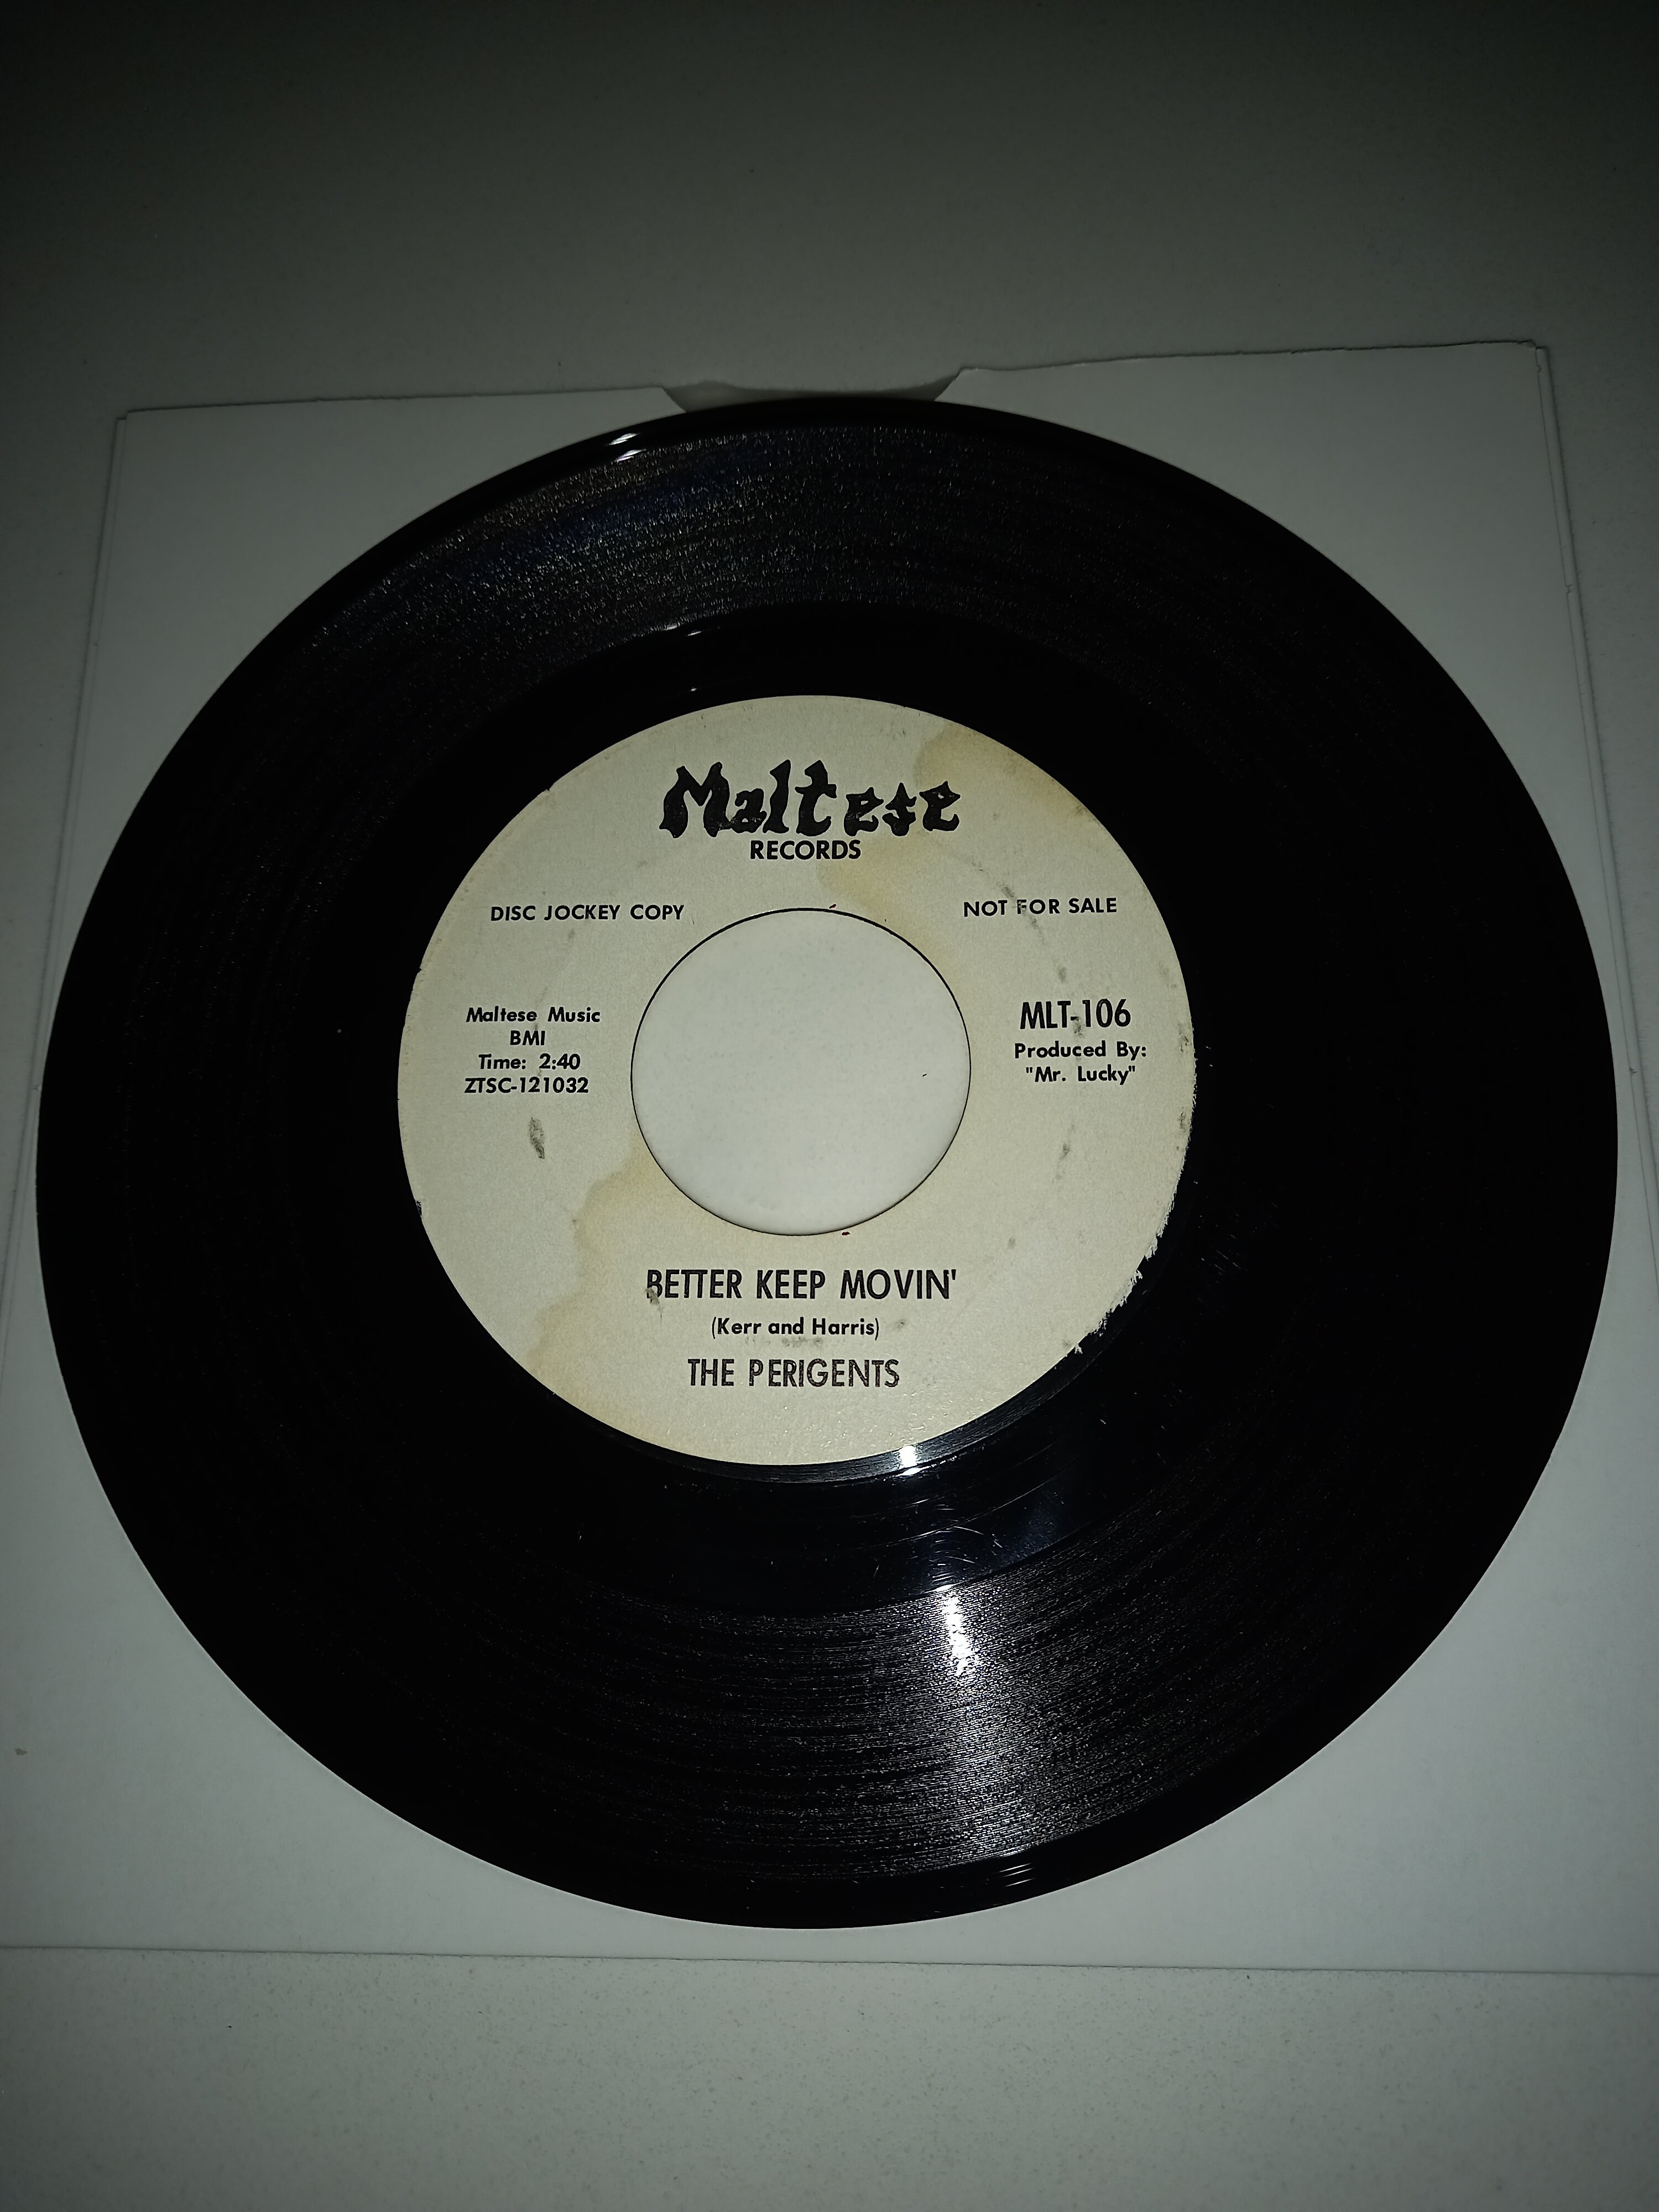 Maltese
RECORDS
DISC JOCKEY COPY
NOT FOR SALE
Maltese Music
BMI
Time: 2:40
ZTSC-121032
MLT-106
Produced By:
"Mr. Lucky"
BETTER KEEP MOVIN'
(Kerr and Harris)
THE PERIGENTS